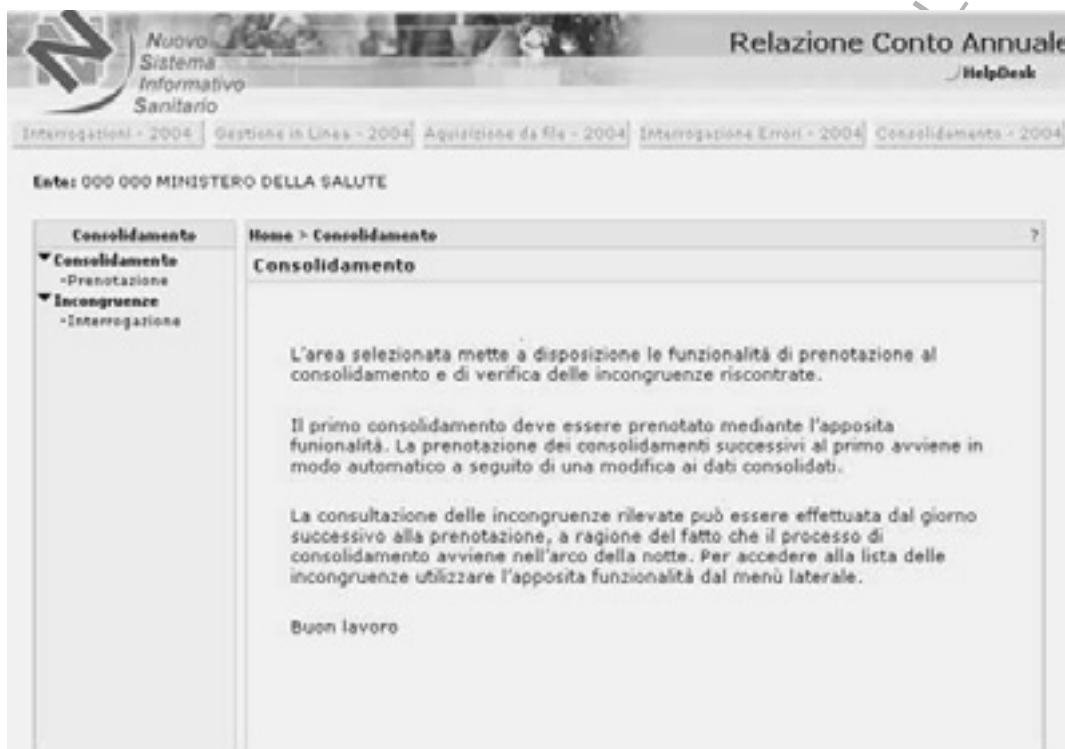 Nuovo
Sistema
Informativo
Sanitario
Relazione Conto Annuale
HelpDesk
Interrogazioni - 2004 Gestione in Linea - 2004 Aquisizione da file - 2004 Interrogazione Errori - 2004 Consolidamento - 2004
Ente: 000 000 MINISTERO DELLA SALUTE
Consolidamento
Consolidamento
-Prenotazione
Incongruenze
-Interrogazione
Home > Consolidamento ?
Consolidamento
L'area selezionata mette a disposizione le funzionalità di prenotazione al
consolidamento e di verifica delle incongruenze riscontrate.
Il primo consolidamento deve essere prenotato mediante l'apposita
funionalità. La prenotazione dei consolidamenti successivi al primo avviene in
modo automatico a seguito di una modifica ai dati consolidati.
La consultazione delle incongruenze rilevate può essere effettuata dal giorno
successivo alla prenotazione, a ragione del fatto che il processo di
consolidamento avviene nell'arco della notte. Per accedere alla lista delle
incongruenze utilizzare l'apposita funzionalità dal menù laterale.
Buon lavoro